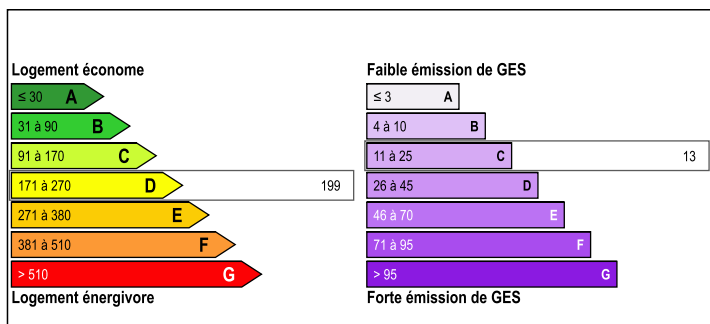 Logement économe
≤ 30 A
31 à 90 B
91 à 170 C
171 à 270 D 199
271 à 380 E
381 à 510 F
> 510 G
Logement énergivore
Faible émission de GES
≤ 3 A
4 à 10 B
11 à 25 C 13
26 à 45 D
46 à 70 E
71 à 95 F
> 95 G
Forte émission de GES